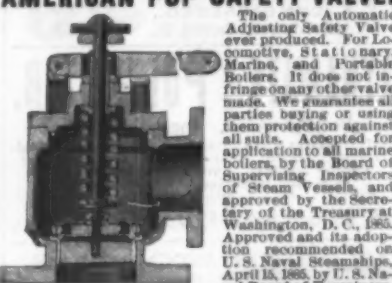 AMERICAN POP SAFETY VALVE.
The only Automatic
Adjusting Safety Valve
ever produced. For Lo-
comotive, Stationary,
Marine, and Portable
Boilers. It does not in-
fringe on any other valve
made. We guarantee all
parties buying or using
them protection against
all suits. Accepted for
application to all marine
boilers, by the Board of
Supervising Inspectors
of Steam Vessels, and
approved by the Secre-
tary of the Treasury at
Washington, D. C., 1885.
Approved and its adop-
tion recommended on
U. S. Naval Steamships,
April 15, 1885, by U. S. Na-